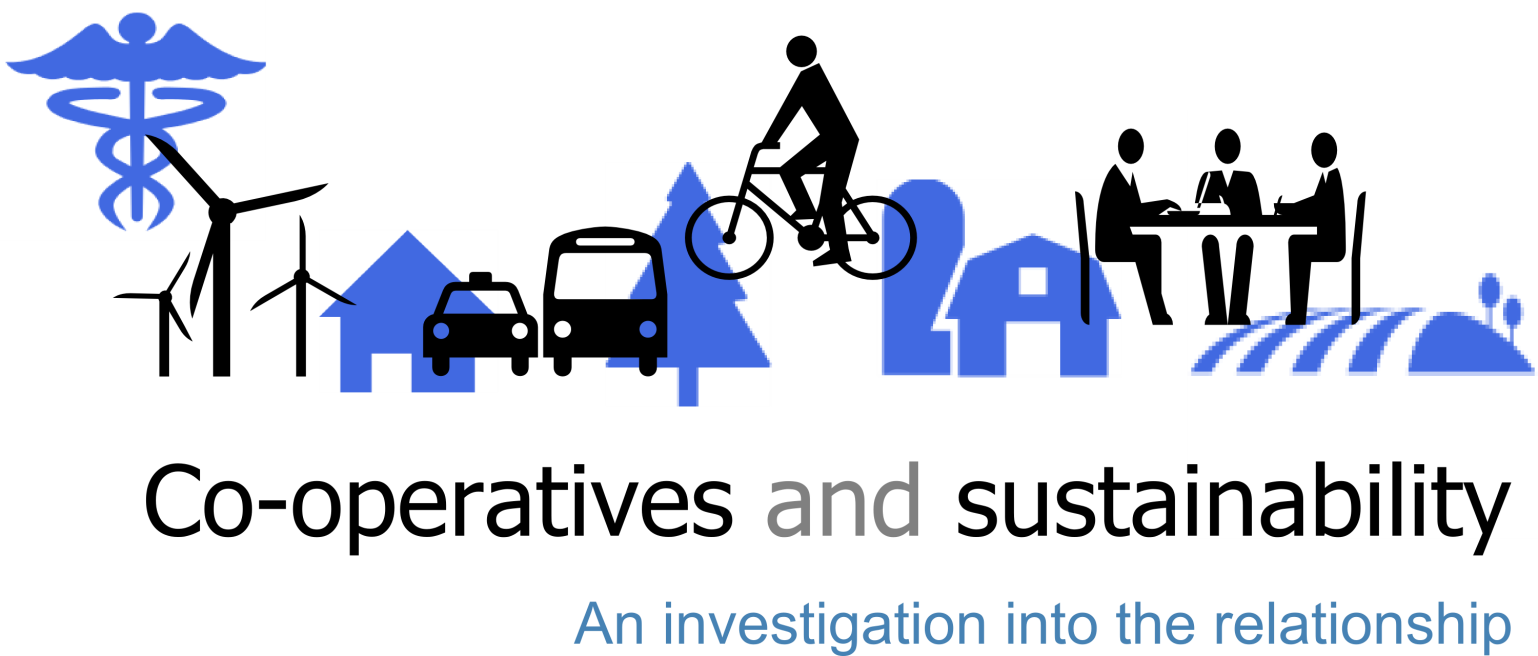 Co-operatives and sustainability
An investigation into the relationship